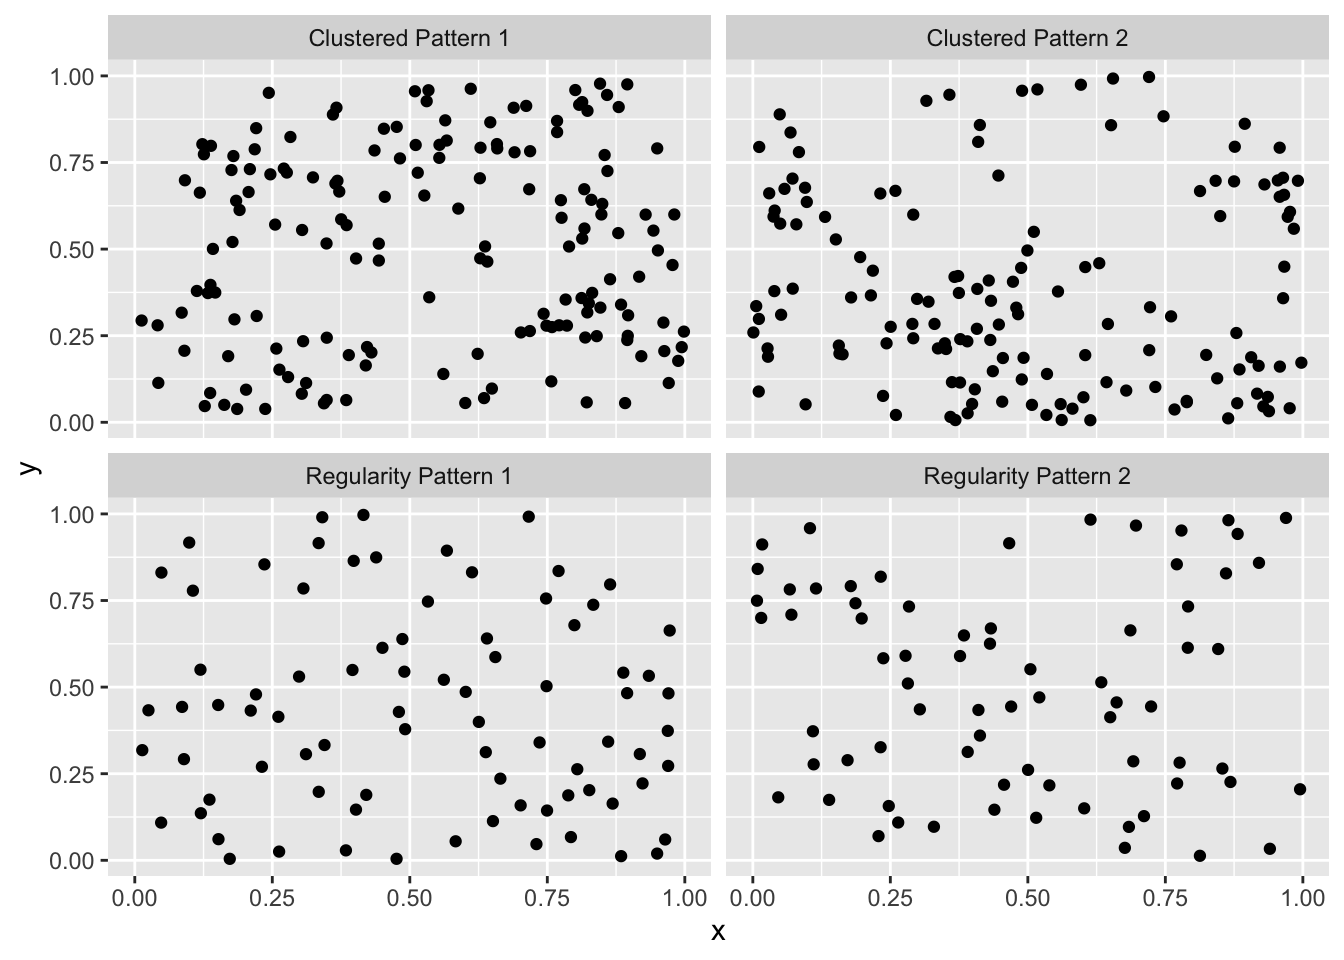 Clustered Pattern 1
Clustered Pattern 2
1.00
0.75
0.50
0.25
0.00
y
Regularity Pattern 1
Regularity Pattern 2
1.00
0.75
0.50
0.25
0.00
0.00 0.25 0.50 0.75 1.00
0.00 0.25 0.50 0.75 1.00
x